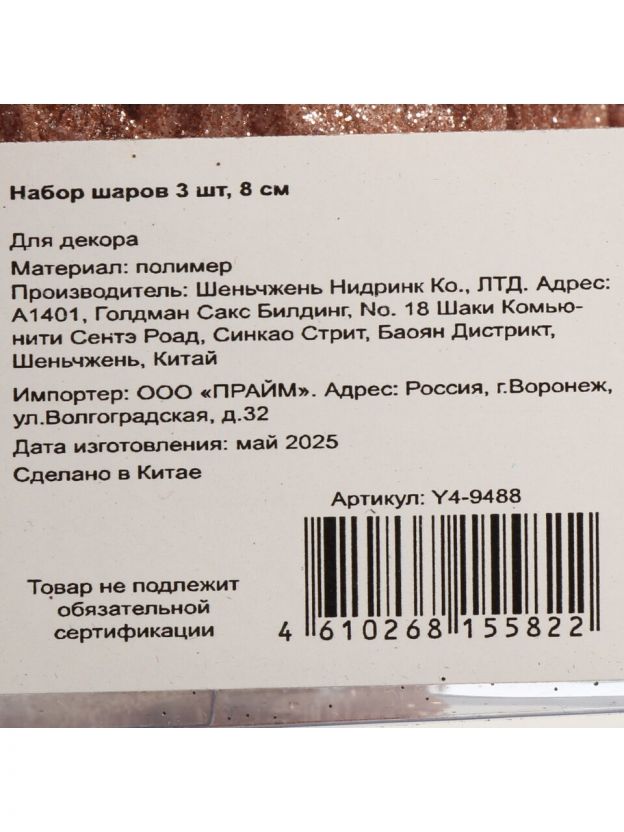 Набор шаров 3 шт, 8 см
Для декора
Материал: полимер
Производитель: Шеньчжень Нидринк Ко., ЛТД. Адрес:
А1401, Голдман Сакс Билдинг, No. 18 Шаки Комью-
нити Сентэ Роад, Синкао Стрит, Баоян Дистрикт,
Шеньчжень, Китай
Импортер: ООО «ПРАЙМ». Адрес: Россия, г.Воронеж,
ул.Волгоградская, д.32
Дата изготовления: май 2025
Сделано в Китае
Артикул: Y4-9488
Товар не подлежит
обязательной
сертификации
4 610268 155822